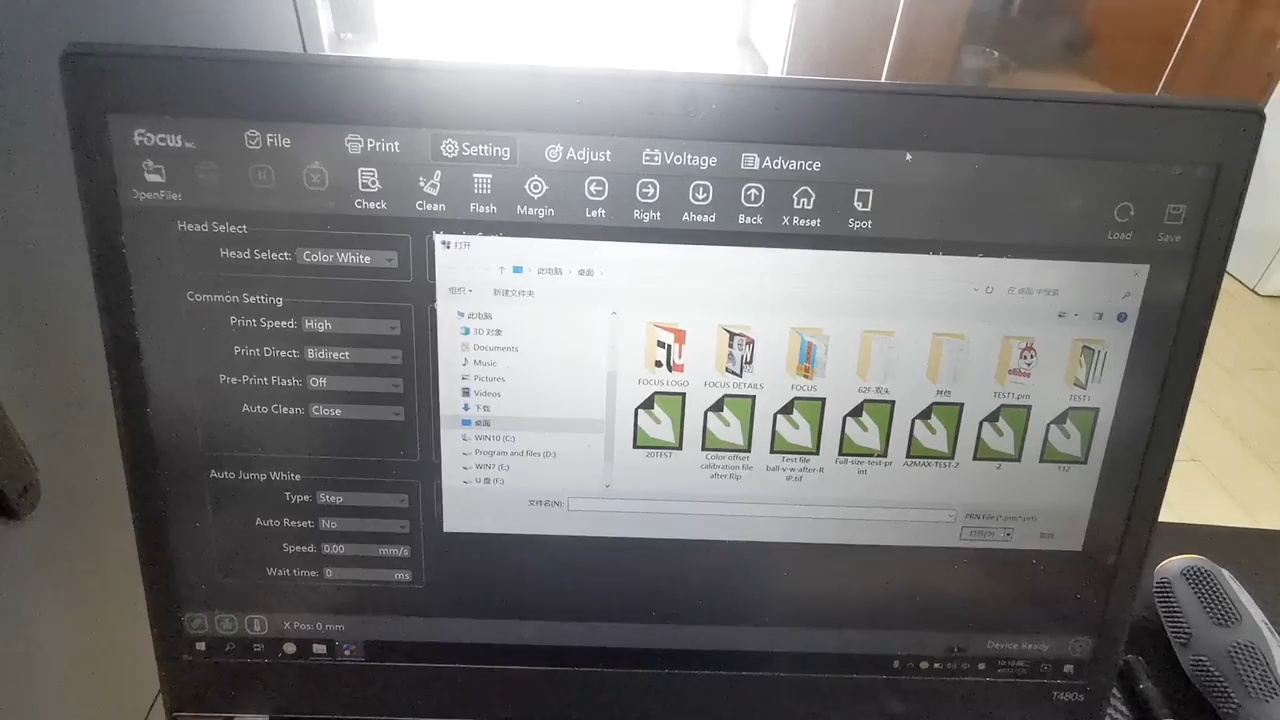 FOCUS INC.
File
Print
Setting
Adjust
Voltage
Advance
OpenFiles
Check
Clean
Flash
Margin
Left
Right
Ahead
Back
X Reset
Spot
Load
Save
Head Select
Head Select: Color White
Common Setting
Print Speed: High
Print Direct: Bidirect
Pre-Print Flash: Off
Auto Clean: Close
Auto Jump White
Type: Step
Auto Reset: No
Speed: 0.00 mm/s
Wait time: 0 ms
打开
此电脑 › 桌面 ›
组织 新建文件夹
此电脑
3D 对象
Documents
Music
Pictures
Videos
下载
桌面
WIN10 (C:)
Program and files (D:)
WIN7 (E:)
U 盘 (F:)
FOCUS LOGO
FOCUS DETAILS
FOCUS
62F-双头
其他
TEST1.prn
TEST1
20TEST
Color offset
calibration file
after.Rip
Test file
ball-v-w-after-R
IP.tif
Full-size-test-pr
int
A2MAX-TEST-2
-2
112
文件名(N):
PRN File (*.prn;*.prt)
打开(O)
取消
X Pos: 0 mm
Device Ready
T480s